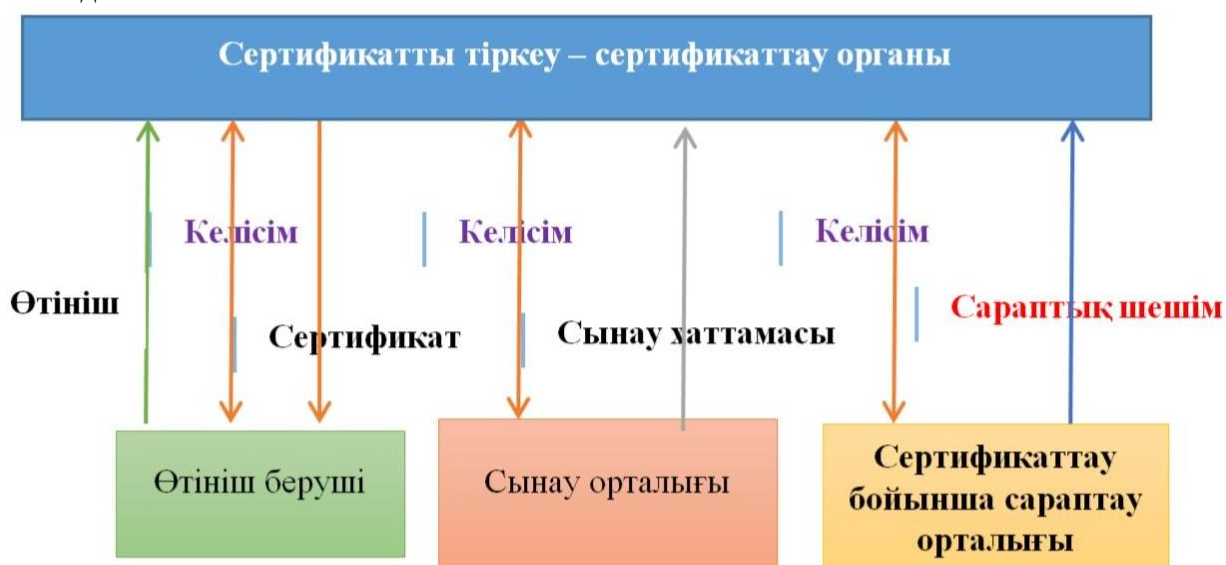 Сертификатты тіркеу – сертификаттау органы
Келісім
Келісім
Келісім
Өтініш
Сертификат
Сынау хаттамасы
Сараптық шешім
Өтініш беруші
Сынау орталығы
Сертификаттау
бойынша сараптау
орталығы